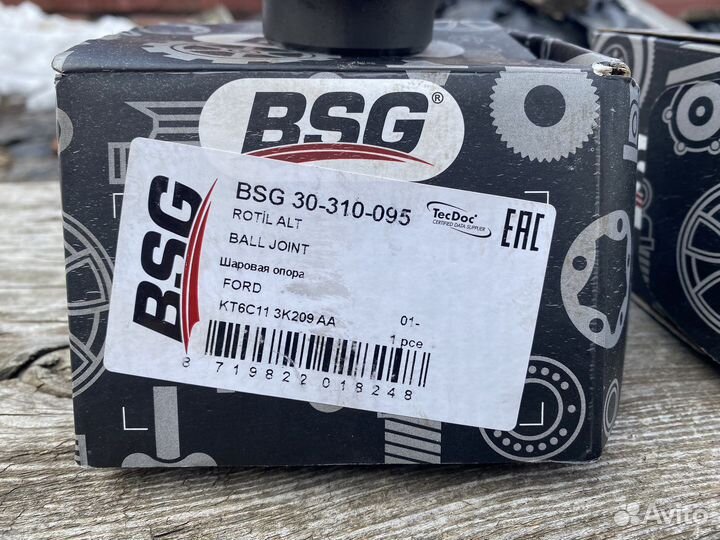 BSG®
BSG
BSG 30-310-095
TecDoc®
CERTIFIED DATA SUPPLIER
EAC
ROTİL ALT
BALL JOINT
Шаровая опора
FORD
KT6C11 3K209 AA
01-
1 pce
8 719822 018248
Avito